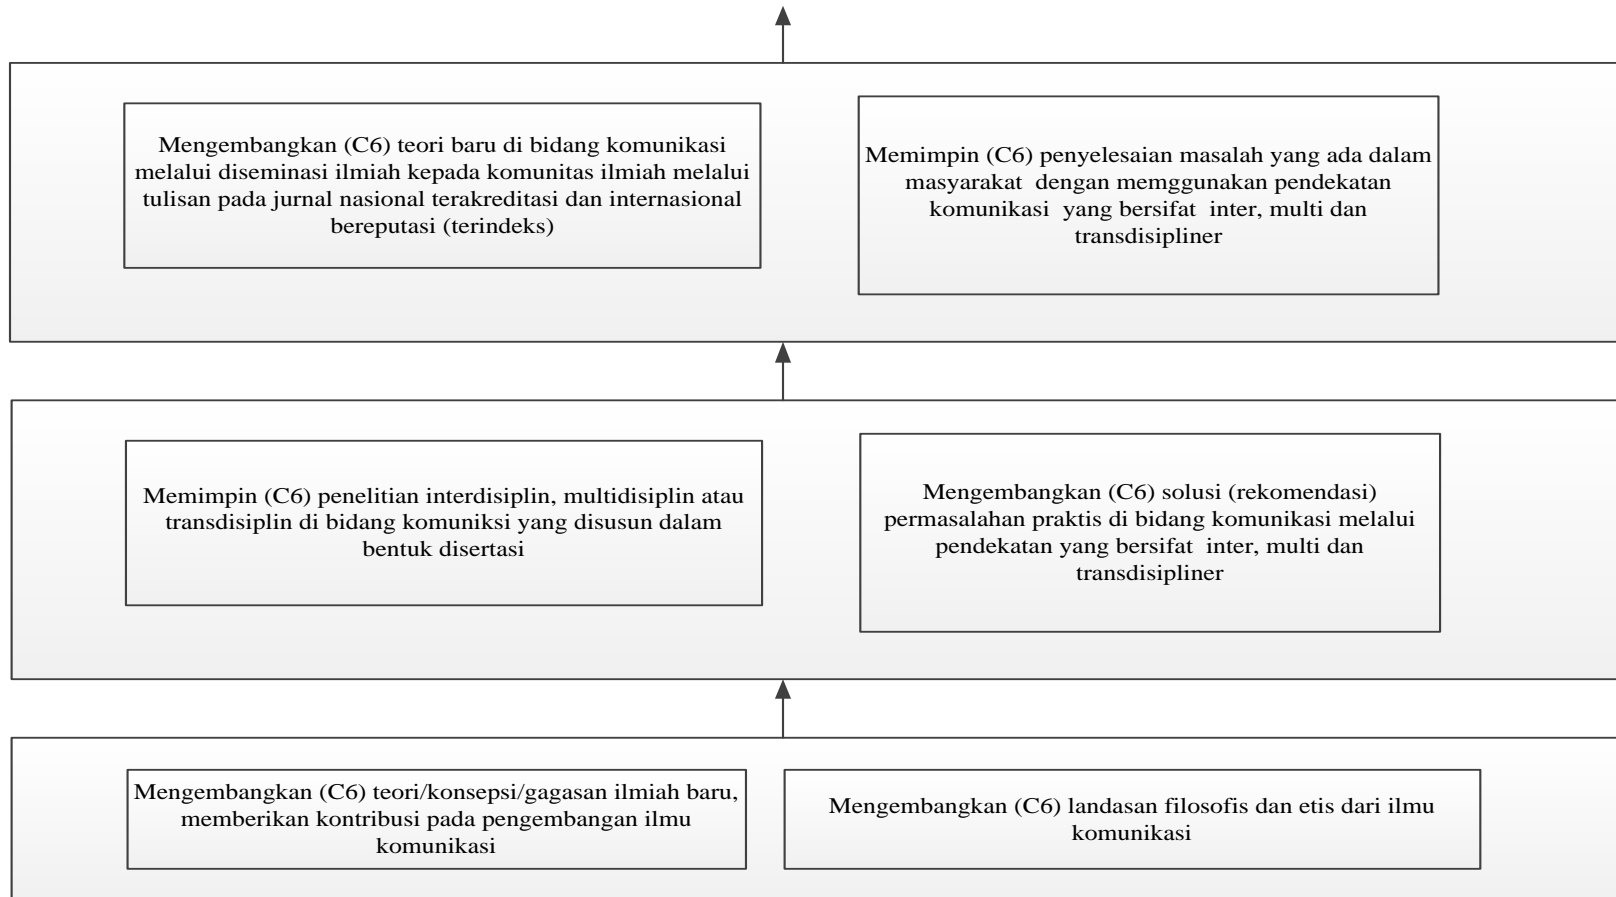 Mengembangkan (C6) teori baru di bidang komunikasi
melalui diseminasi ilmiah kepada komunitas ilmiah melalui
tulisan pada jurnal nasional terakreditasi dan internasional
bereputasi (terindeks)
Memimpin (C6) penyelesaian masalah yang ada dalam
masyarakat dengan memggunakan pendekatan
komunikasi yang bersifat inter, multi dan
transdisipliner
Memimpin (C6) penelitian interdisiplin, multidisiplin atau
transdisiplin di bidang komuniksi yang disusun dalam
bentuk disertasi
Mengembangkan (C6) solusi (rekomendasi)
permasalahan praktis di bidang komunikasi melalui
pendekatan yang bersifat inter, multi dan
transdisipliner
Mengembangkan (C6) teori/konsepsi/gagasan ilmiah baru,
memberikan kontribusi pada pengembangan ilmu
komunikasi
Mengembangkan (C6) landasan filosofis dan etis dari ilmu
komunikasi